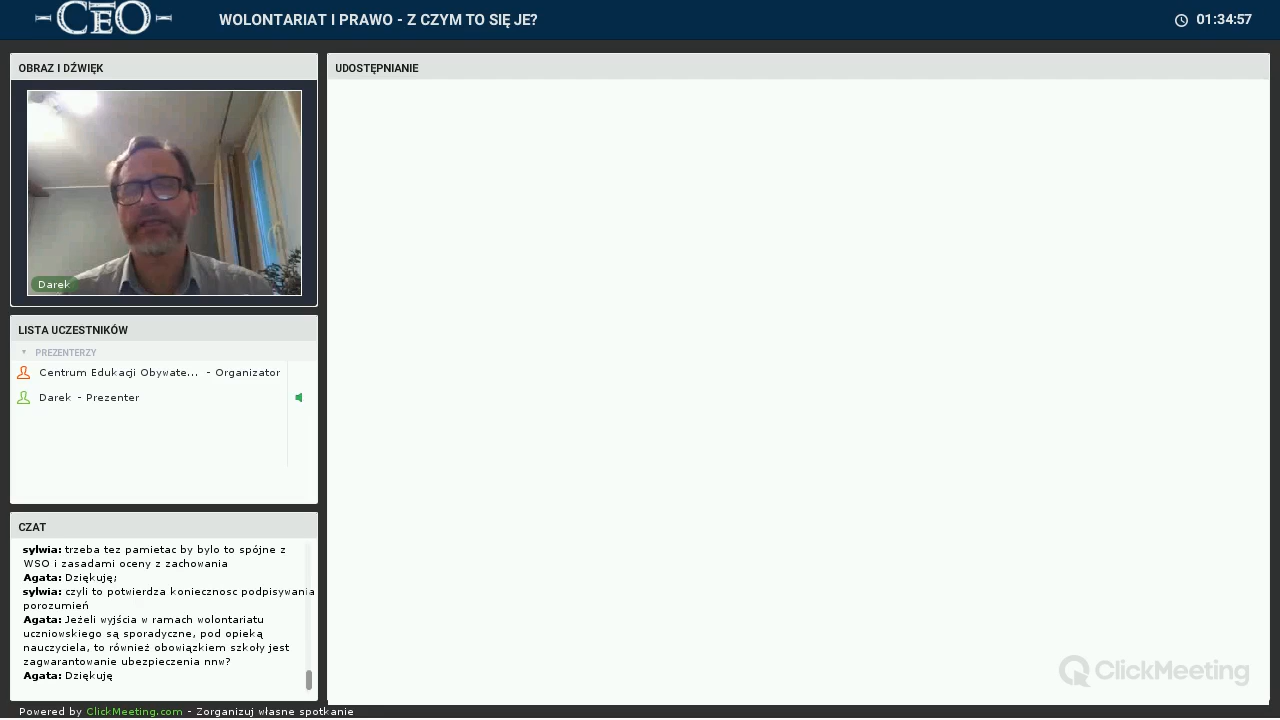 CEO
WOLONTARIAT I PRAWO - Z CZYM TO SIĘ JE?
01:34:57
OBRAZ I DŹWIĘK
Darek
LISTA UCZESTNIKÓW
PREZENTERZY
Centrum Edukacji Obywate... - Organizator
Darek - Prezenter
CZAT
sylwia: trzeba tez pamietac by bylo to spójne z
WSO i zasadami oceny z zachowania
Agata: Dziękuję;
sylwia: czyli to potwierdza koniecznosc podpisywania
porozumień
Agata: Jeżeli wyjścia w ramach wolontariatu
uczniowskiego są sporadyczne, pod opieką
nauczyciela, to również obowiązkiem szkoły jest
zagwarantowanie ubezpieczenia nnw?
Agata: Dziękuję
UDOSTĘPNIANIE
ClickMeeting
Powered by ClickMeeting.com - Zorganizuj własne spotkanie